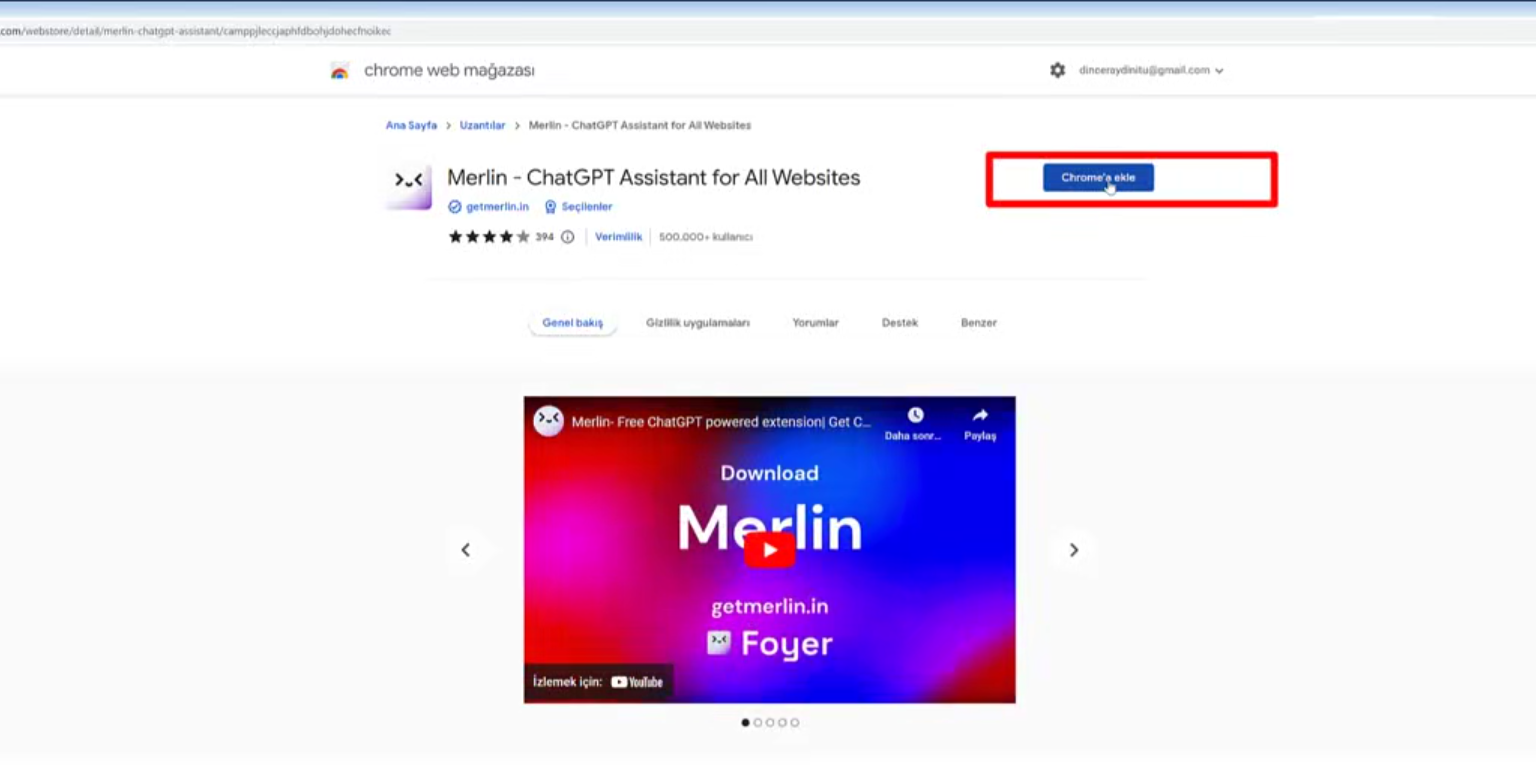 .com/webstore/detail/merlin-chatgpt-assistant/camppjleccjaphfdbohjdohecfnoikec
chrome web mağazası
dinceraydinitu@gmail.com
Ana Sayfa > Uzantılar > Merlin - ChatGPT Assistant for All Websites
Merlin - ChatGPT Assistant for All Websites
Chrome'a ekle
getmerlin.in Seçilenler
394 Verimlilik 500.000+ kullanıcı
Genel bakış Gizlilik uygulamaları Yorumlar Destek Benzer
Merlin- Free ChatGPT powered extension| Get C...
Daha sonr... Paylaş
Download
Merlin
getmerlin.in
Foyer
İzlemek için: YouTube